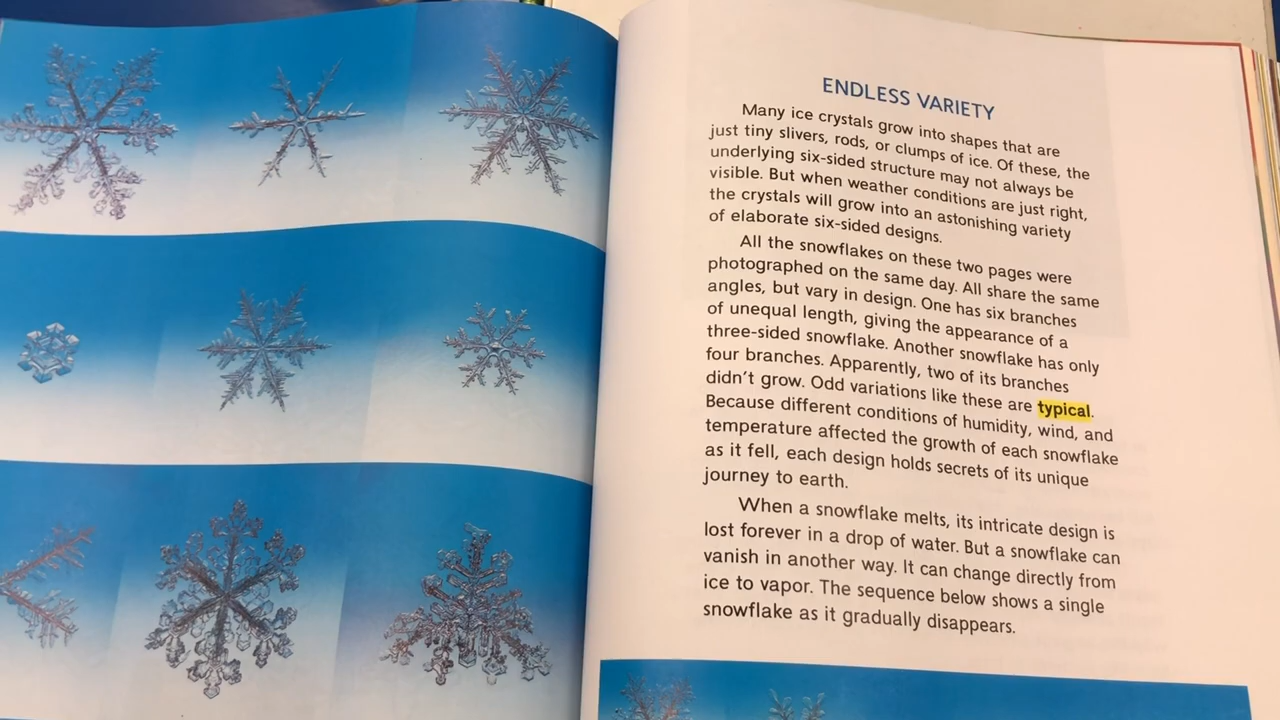 ENDLESS VARIETY
Many ice crystals grow into shapes that are
just tiny slivers, rods, or clumps of ice. Of these, the
underlying six-sided structure may not always be
visible. But when weather conditions are just right,
the crystals will grow into an astonishing variety
of elaborate six-sided designs.
All the snowflakes on these two pages were
photographed on the same day. All share the same
angles, but vary in design. One has six branches
of unequal length, giving the appearance of a
three-sided snowflake. Another snowflake has only
four branches. Apparently, two of its branches
didn't grow. Odd variations like these are typical.
Because different conditions of humidity, wind, and
temperature affected the growth of each snowflake
as it fell, each design holds secrets of its unique
journey to earth.
When a snowflake melts, its intricate design is
lost forever in a drop of water. But a snowflake can
vanish in another way. It can change directly from
ice to vapor. The sequence below shows a single
snowflake as it gradually disappears.